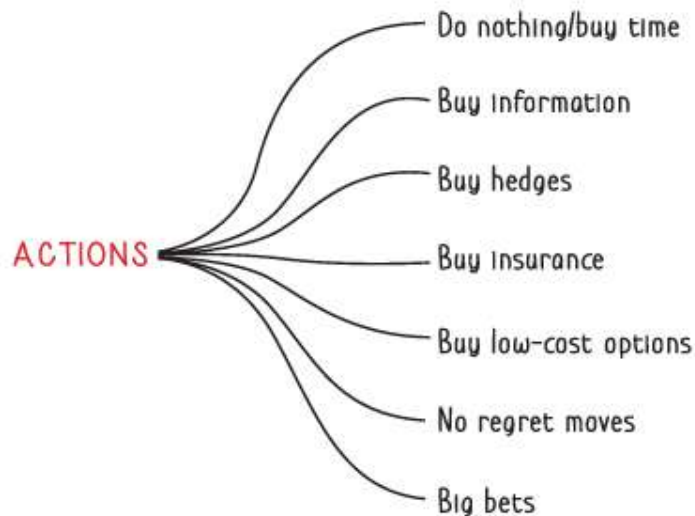 Do nothing/buy time
Buy information
Buy hedges
ACTIONS
Buy insurance
Buy low-cost options
No regret moves
Big bets